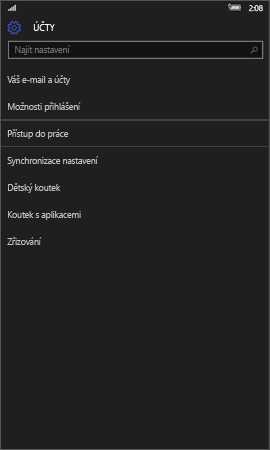 2:08
ÚČTY
Najít nastavení
Váš e-mail a účty
Možnosti přihlášení
Přístup do práce
Synchronizace nastavení
Dětský koutek
Koutek s aplikacemi
Zřizování